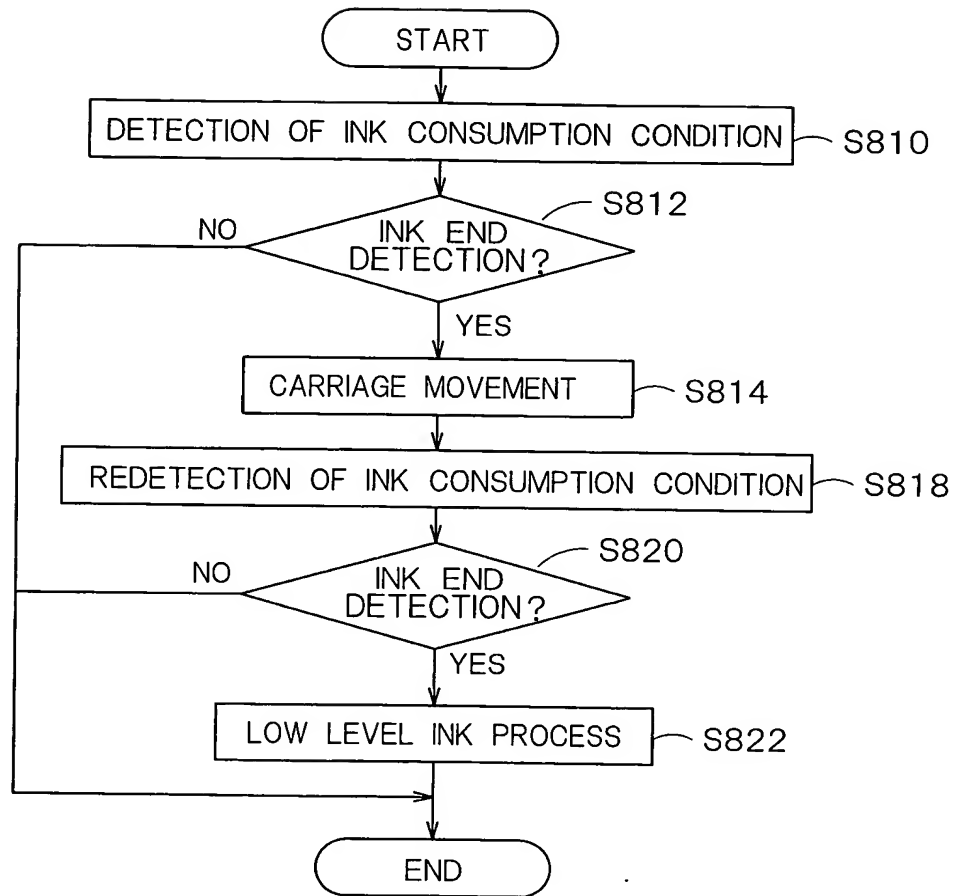 START
DETECTION OF INK CONSUMPTION CONDITION
S810
S812
NO
INK END
DETECTION?
YES
CARRIAGE MOVEMENT
S814
REDETECTION OF INK CONSUMPTION CONDITION
S818
S820
NO
INK END
DETECTION?
YES
LOW LEVEL INK PROCESS
S822
END